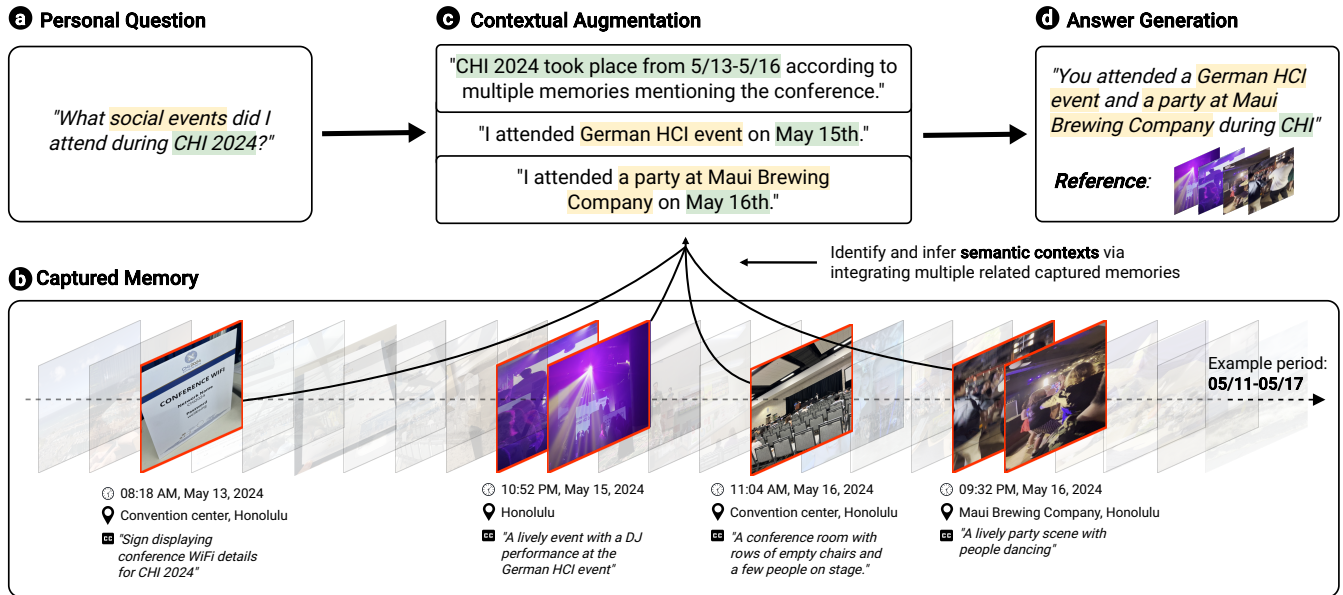 a Personal Question
"What social events did I
attend during CHI 2024?"
c Contextual Augmentation
"CHI 2024 took place from 5/13-5/16 according to
multiple memories mentioning the conference."
"I attended German HCI event on May 15th."
"I attended a party at Maui Brewing
Company on May 16th."
d Answer Generation
"You attended a German HCI
event and a party at Maui
Brewing Company during CHI"
Reference:
Identify and infer semantic contexts via
integrating multiple related captured memories
b Captured Memory
CONFERENCE WIFI
Network Name
Password
Example period:
05/11-05/17
08:18 AM, May 13, 2024
Convention center, Honolulu
CC "Sign displaying
conference WiFi details
for CHI 2024"
10:52 PM, May 15, 2024
Honolulu
CC "A lively event with a DJ
performance at the
German HCI event"
11:04 AM, May 16, 2024
Convention center, Honolulu
CC "A conference room with
rows of empty chairs and
a few people on stage."
09:32 PM, May 16, 2024
Maui Brewing Company, Honolulu
CC "A lively party scene with
people dancing"